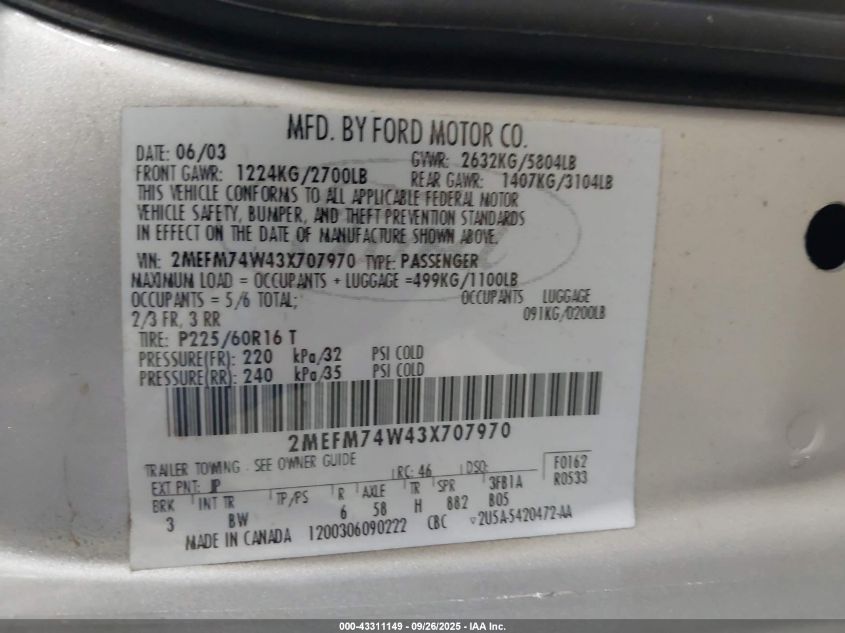 MFD. BY FORD MOTOR CO.
DATE: 06/03 GVWR: 2632KG/5804LB
FRONT GAWR: 1224KG/2700LB REAR GAWR: 1407KG/3104LB
THIS VEHICLE CONFORMS TO ALL APPLICABLE FEDERAL MOTOR
VEHICLE SAFETY, BUMPER, AND THEFT PREVENTION STANDARDS
IN EFFECT ON THE DATE OF MANUFACTURE SHOWN ABOVE.
VIN: 2MEFM74W43X707970 TYPE: PASSENGER
MAXIMUM LOAD = OCCUPANTS + LUGGAGE =499KG/1100LB
OCCUPANTS = 5/6 TOTAL; OCCUPANTS LUGGAGE
2/3 FR, 3 RR 091KG/0200LB
TIRE: P225/60R16 T
PRESSURE(FR): 220 kPa/32 PSI COLD
PRESSURE(RR): 240 kPa/35 PSI COLD
2MEFM74W43X707970
TRAILER TOWING - SEE OWNER GUIDE RC: 46 DSO: F0162
EXT PNT: JP R0533
BRK INT TR TP/PS R AXLE TR SPR 3FB1A
3 BW 6 58 H 882 B05
MADE IN CANADA 1200306090222 CBC ▽2U5A-5420472-AA
000-43311149 - 09/26/2025 - IAA Inc.